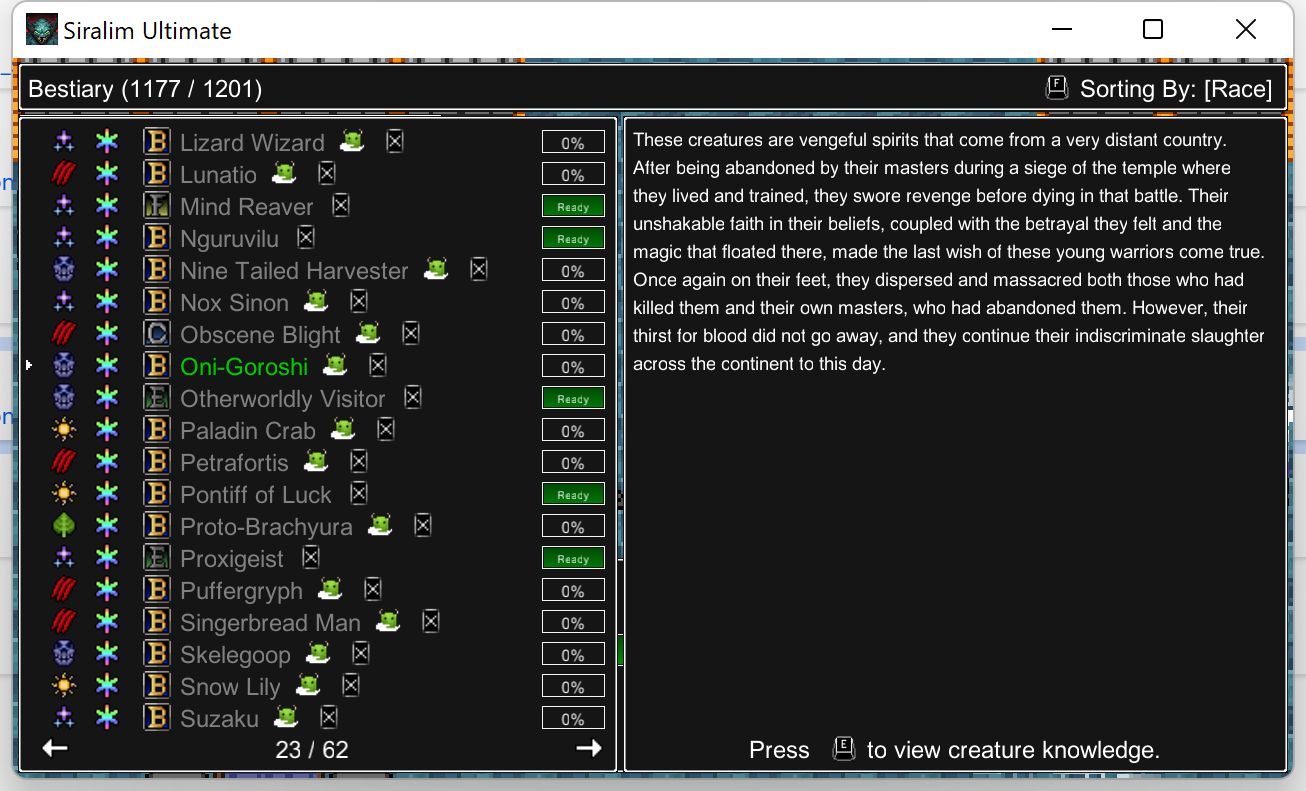 Siralim Ultimate
Bestiary (1177 / 1201)
F Sorting By: [Race]
B Lizard Wizard 0%
B Lunatio 0%
F Mind Reaver Ready
B Nguruvilu Ready
B Nine Tailed Harvester 0%
B Nox Sinon 0%
C Obscene Blight 0%
B Oni-Goroshi 0%
E Otherworldly Visitor Ready
B Paladin Crab 0%
B Petrafortis 0%
B Pontiff of Luck Ready
B Proto-Brachyura 0%
E Proxigeist Ready
B Puffergryph 0%
B Singerbread Man 0%
B Skelegoop 0%
B Snow Lily 0%
B Suzaku 0%
23 / 62
These creatures are vengeful spirits that come from a very distant country.
After being abandoned by their masters during a siege of the temple where
they lived and trained, they swore revenge before dying in that battle. Their
unshakable faith in their beliefs, coupled with the betrayal they felt and the
magic that floated there, made the last wish of these young warriors come true.
Once again on their feet, they dispersed and massacred both those who had
killed them and their own masters, who had abandoned them. However, their
thirst for blood did not go away, and they continue their indiscriminate slaughter
across the continent to this day.
Press E to view creature knowledge.